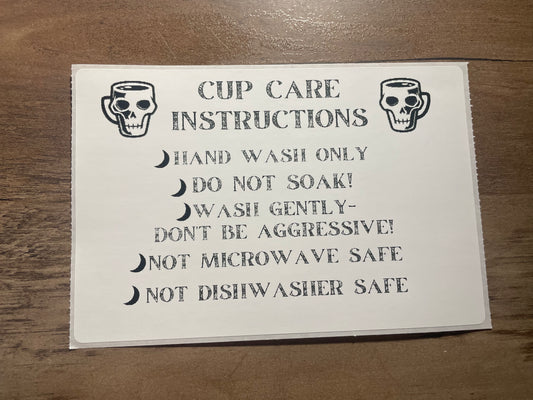 CUP CARE
INSTRUCTIONS
HAND WASH ONLY
DO NOT SOAK!
WASH GENTLY-
DONT BE AGGRESSIVE!
NOT MICROWAVE SAFE
NOT DISHWASHER SAFE